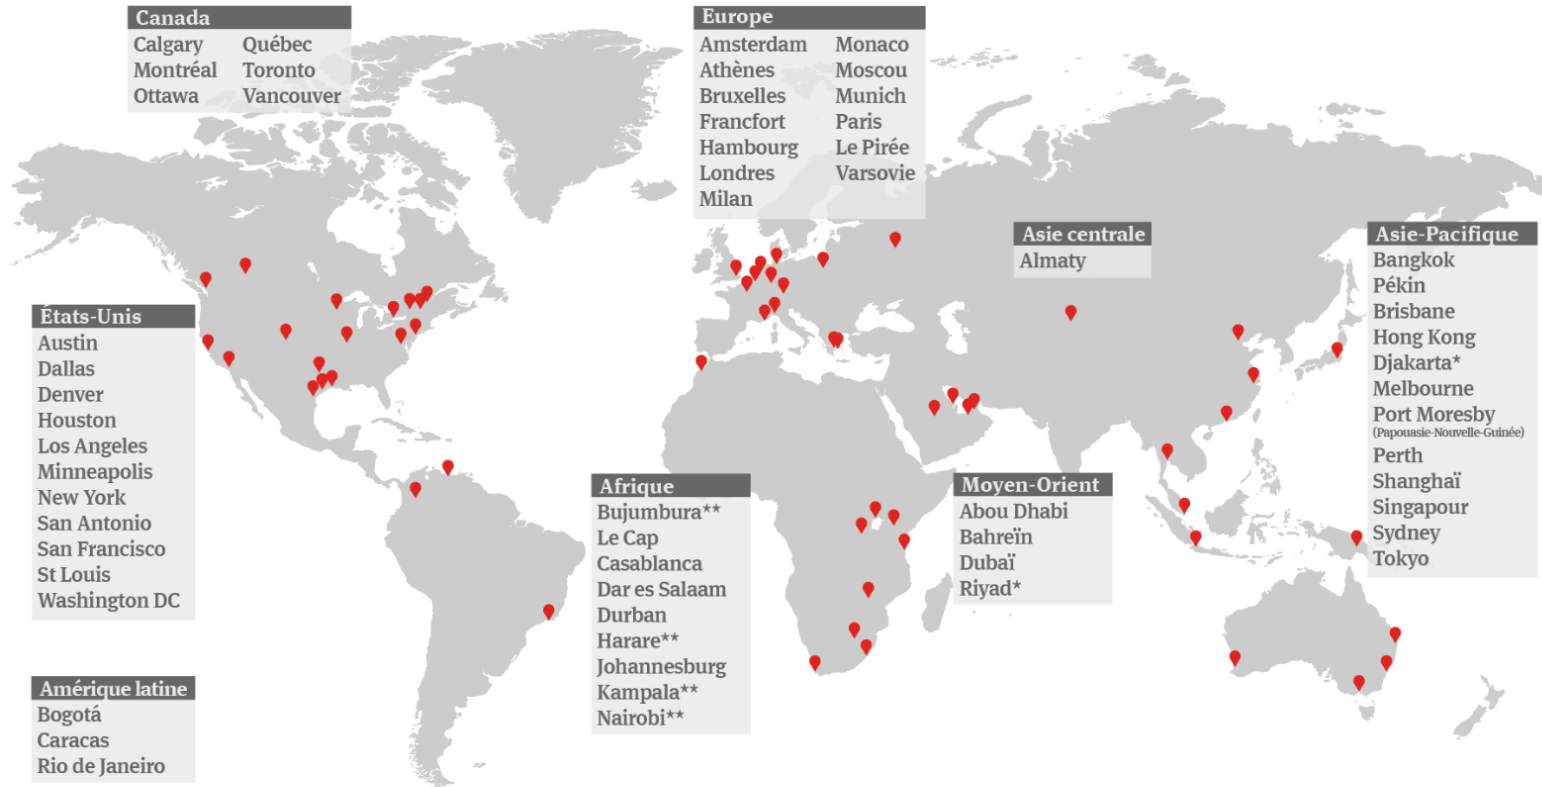 Canada
Calgary
Montréal
Ottawa
Québec
Toronto
Vancouver
Europe
Amsterdam
Athènes
Bruxelles
Francfort
Hambourg
Londres
Milan
Monaco
Moscou
Munich
Paris
Le Pirée
Varsovie
Asie centrale
Almaty
Asie-Pacifique
Bangkok
Pékin
Brisbane
Hong Kong
Djakarta*
Melbourne
Port Moresby
(Papouasie-Nouvelle-Guinée)
Perth
Shanghaï
Singapour
Sydney
Tokyo
États-Unis
Austin
Dallas
Denver
Houston
Los Angeles
Minneapolis
New York
San Antonio
San Francisco
St Louis
Washington DC
Afrique
Bujumbura**
Le Cap
Casablanca
Dar es Salaam
Durban
Harare**
Johannesburg
Kampala**
Nairobi**
Moyen-Orient
Abou Dhabi
Bahreïn
Dubaï
Riyad*
Amérique latine
Bogotá
Caracas
Rio de Janeiro